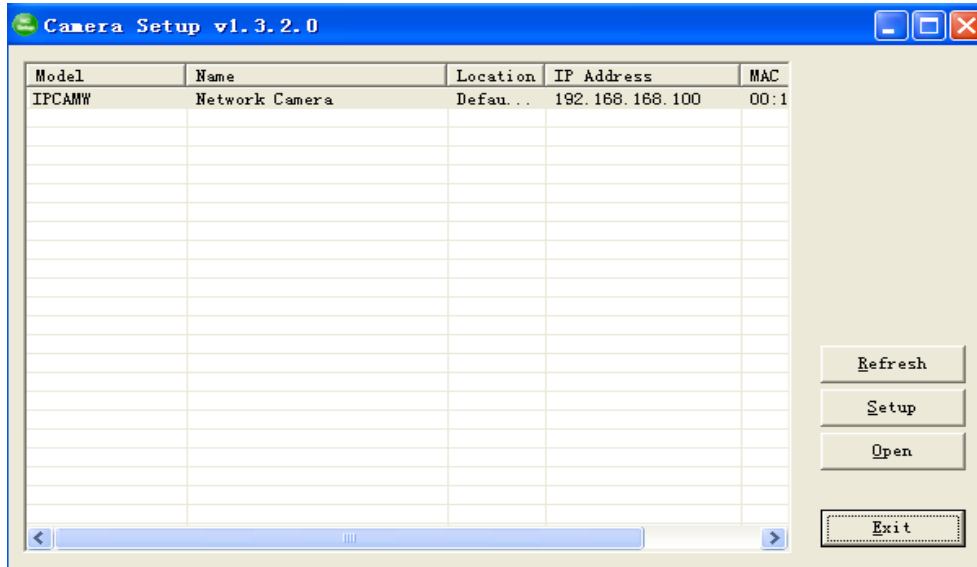 Camera Setup v1.3.2.0
Model Name Location IP Address MAC
IPCAMW Network Camera Defau... 192.168.168.100 00:1
Refresh
Setup
Open
Exit